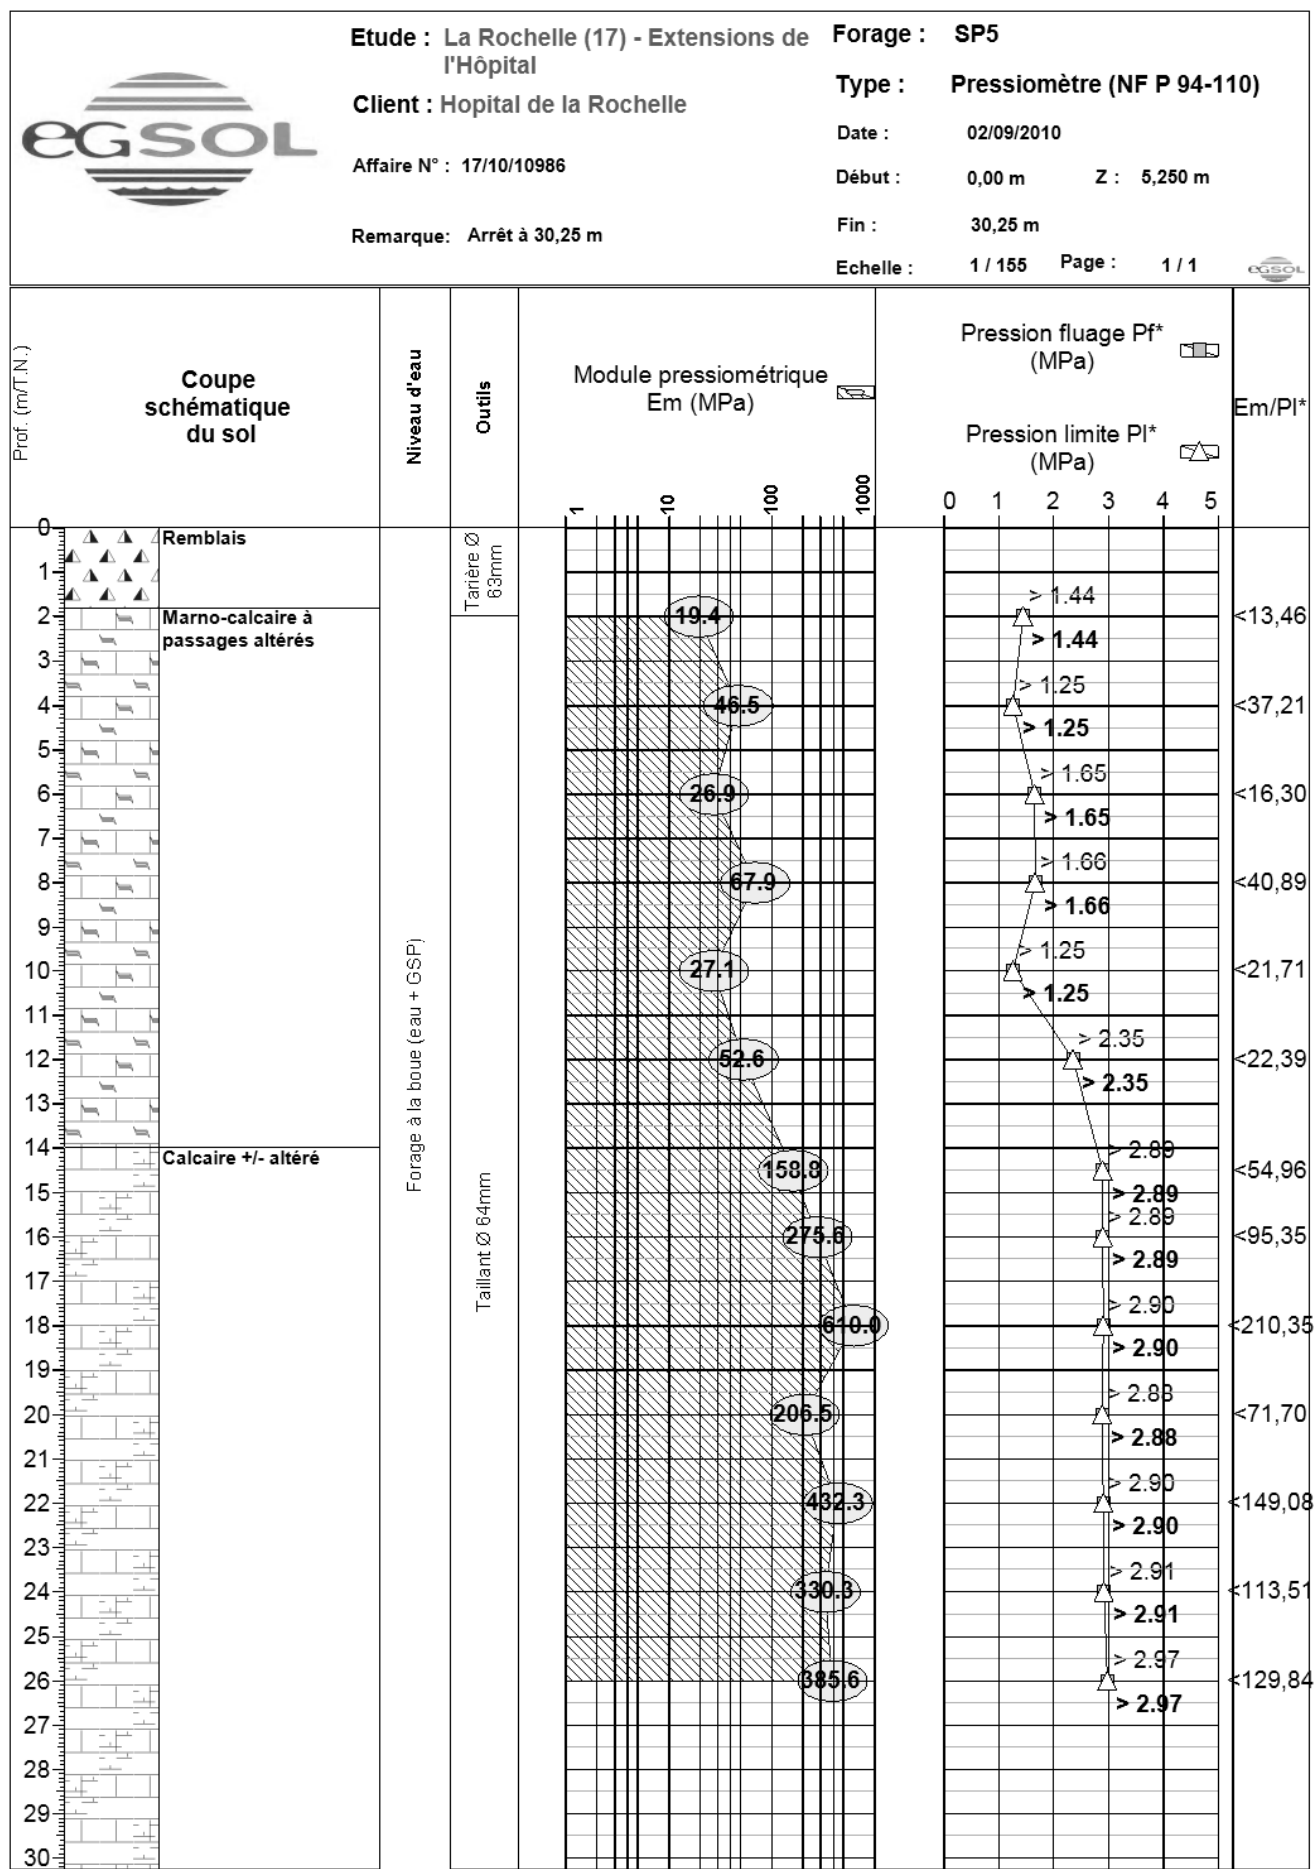 eGSOL
Etude : La Rochelle (17) - Extensions de
l'Hôpital
Client : Hopital de la Rochelle
Affaire N° : 17/10/10986
Remarque: Arrêt à 30,25 m
Forage : SP5
Type : Pressiomètre (NF P 94-110)
Date : 02/09/2010
Début : 0,00 m Z : 5,250 m
Fin : 30,25 m
Echelle : 1 / 155 Page : 1 / 1
eGSOL
Prof. (m/T.N.)
Coupe
schématique
du sol
Niveau d'eau
Outils
Module pressiométrique
Em (MPa)
1 10 100 1000
Pression fluage Pf*
(MPa)
Pression limite Pl*
(MPa)
0 1 2 3 4 5
Em/Pl*
0
Remblais
Tarière Ø
63mm
1
> 1.44
2
Marno-calcaire à
passages altérés
19.4
<13,46
> 1.44
3
> 1.25
4
46.5
<37,21
> 1.25
5
> 1.65
6
26.9
<16,30
> 1.65
7
> 1.66
8
67.9
<40,89
> 1.66
9
> 1.25
10
27.1
<21,71
> 1.25
11
Forage à la boue (eau + GSP)
> 2.35
12
52.6
<22,39
> 2.35
13
14
Calcaire +/- altéré
> 2.89
158.8
<54,96
15
> 2.89
> 2.89
16
275.6
<95,35
> 2.89
Taillant Ø 64mm
17
> 2.90
18
610.0
<210,35
> 2.90
19
> 2.88
20
206.5
<71,70
> 2.88
21
> 2.90
22
432.3
<149,08
> 2.90
23
> 2.91
24
330.3
<113,51
> 2.91
25
> 2.97
26
385.6
<129,84
> 2.97
27
28
29
30